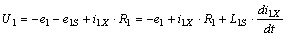 U₁ = −e₁ − e₁S + i₁X · R₁ = −e₁ + i₁X · R₁ + L₁S · di₁X/dt